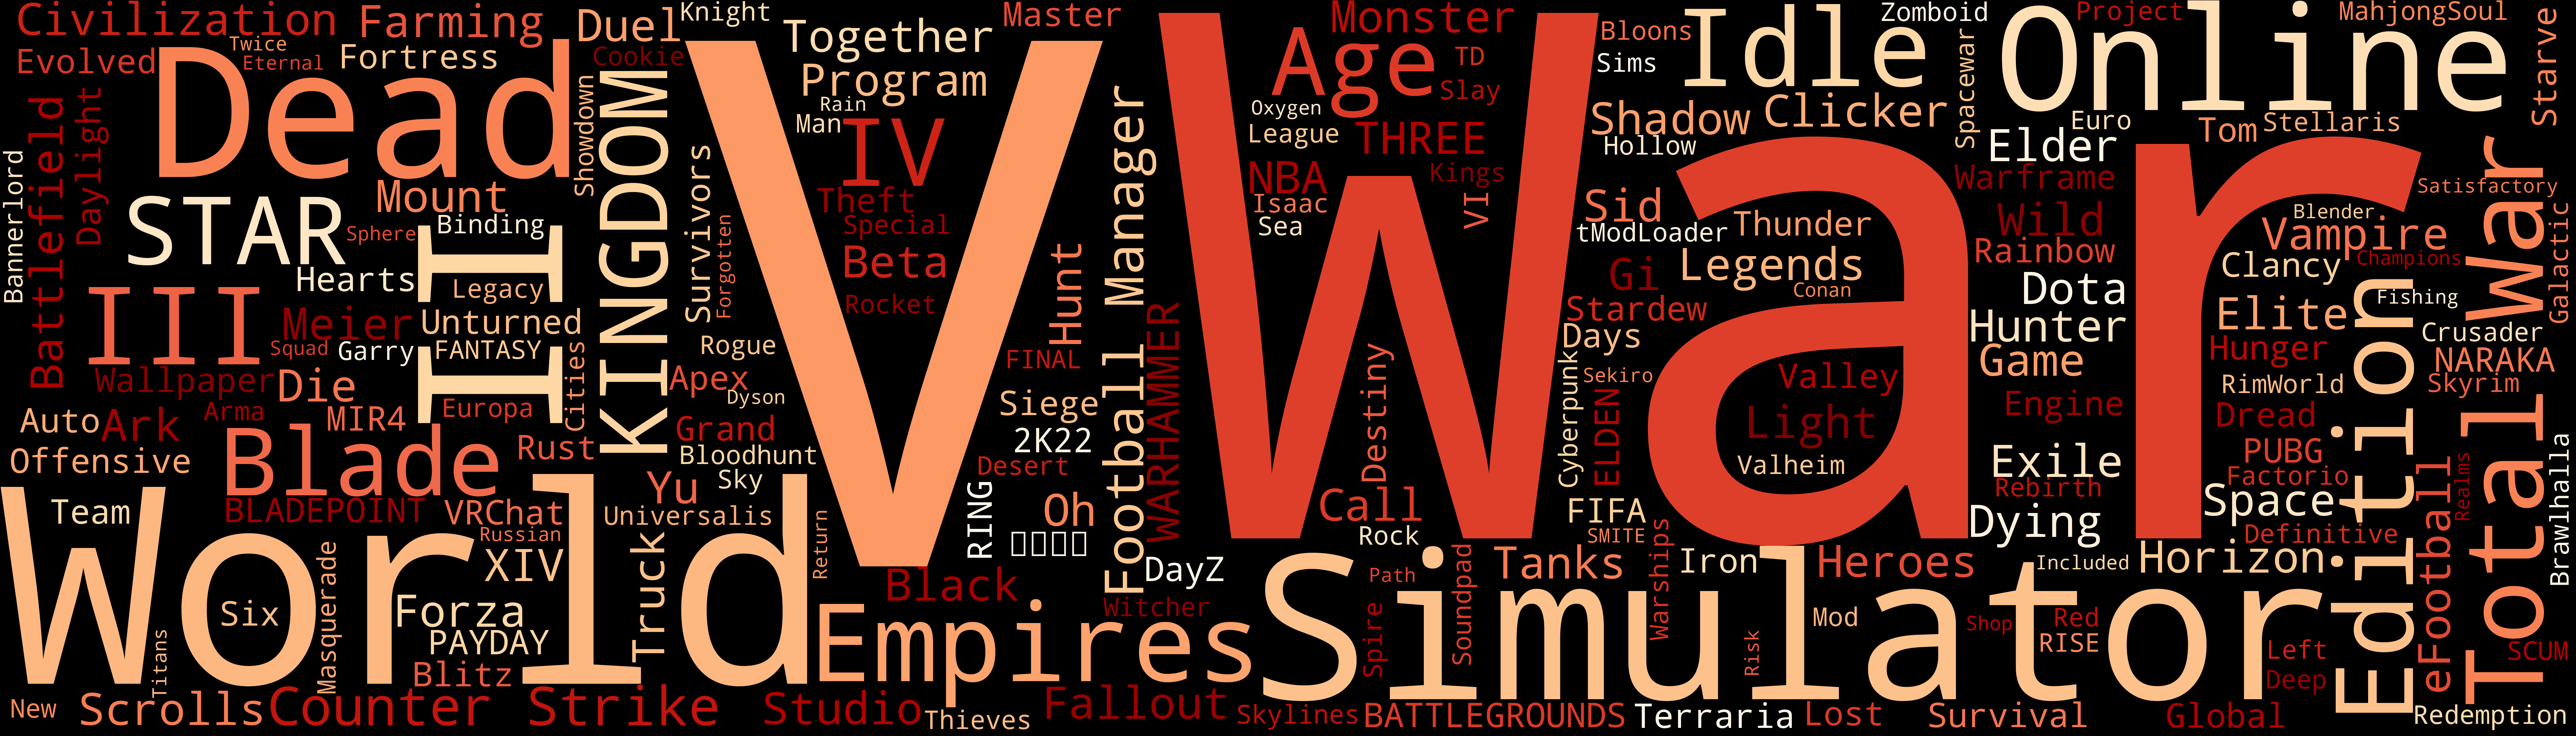 Civilization
Farming
Duel
Knight
Together
Master
Monster
Bloons
Idle
Zomboid
Project
Online
MahjongSoul
Evolved
Twice
Eternal
Fortress
Cookie
Program
Age
TD
Sims
Spacewar
Starve
Dead
Showdown
KINGDOM
Rain
Man
IV
V
War
Slay
Oxygen
League
THREE
Shadow
Clicker
Hollow
Euro
Tom
Stellaris
Battlefield
Daylight
Bannerlord
STAR
Mount
Binding
Sphere
Hearts
II
Legacy
Survivors
Forgotten
Theft
Special
Beta
Rocket
Hunt
Manager
NBA
Kings
Isaac
Sea
VI
Sid
tModLoader
Thunder
Gi
Legends
Conan
Stardew
Days
Elder
Warframe
Wild
Rainbow
Dota
Hunter
Game
Satisfactory
Blender
Vampire
Clancy
Champions
Fishing
Elite
Crusader
War
Galactic
III
Meier
Unturned
Squad
Garry
FANTASY
Wallpaper
Die
Cities
Rogue
Apex
Dyson
FINAL
Siege
WARHAMMER
Destiny
Cyberpunk
Sekiro
ELDEN
Valley
Light
Valheim
Engine
Hunger
NARAKA
RimWorld
Skyrim
Dread
Edition
Auto
Ark
Arma
MIR4
Europa
Grand
2K22
Offensive
Blade
Rust
Bloodhunt
Sky
Desert
Football
Exile
PUBG
Factorio
Rebirth
Space
Total
Realms
Brawlhalla
Team
BLADEPOINT
VRChat
Russian
Yu
Universalis
Return
RING
Oh
Call
Rock
FIFA
SMITE
Warships
Dying
Definitive
eFootball
World
Masquerade
XIV
Truck
Black
DayZ
Simulator
Path
Soundpad
Tanks
Iron
Heroes
Included
Horizon
Six
Forza
PAYDAY
Titans
Blitz
Empires
Witcher
Spire
Risk
Mod
Shop
Red
RISE
Left
Deep
SCUM
New
Scrolls
Counter
Strike
Studio
Thieves
Fallout
Skylines
BATTLEGROUNDS
Terraria
Lost
Survival
Global
Redemption